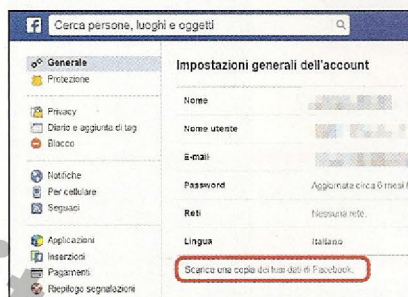 f Cerca persone, luoghi e oggetti
Generale
Protezione
Privacy
Diario e aggiunta di tag
Blocco
Notifiche
Per cellulare
Seguaci
Applicazioni
Inserzioni
Pagamenti
Riepilogo segnalazioni
Impostazioni generali dell'account
Nome
Nome utente
E-mail
Password Aggiornata circa 6 mesi
Reti Nessuna rete.
Lingua Italiano
Scarica una copia dei tuoi dati di Facebook.